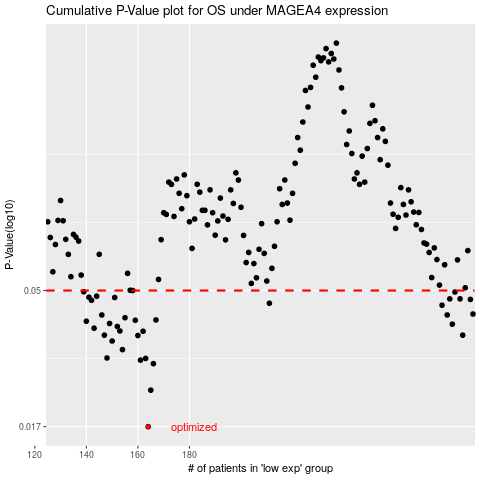 Cumulative P-Value plot for OS under MAGEA4 expression
P-Value(log10)
0.05
0.017
optimized
120 140 160 180
# of patients in 'low exp' group